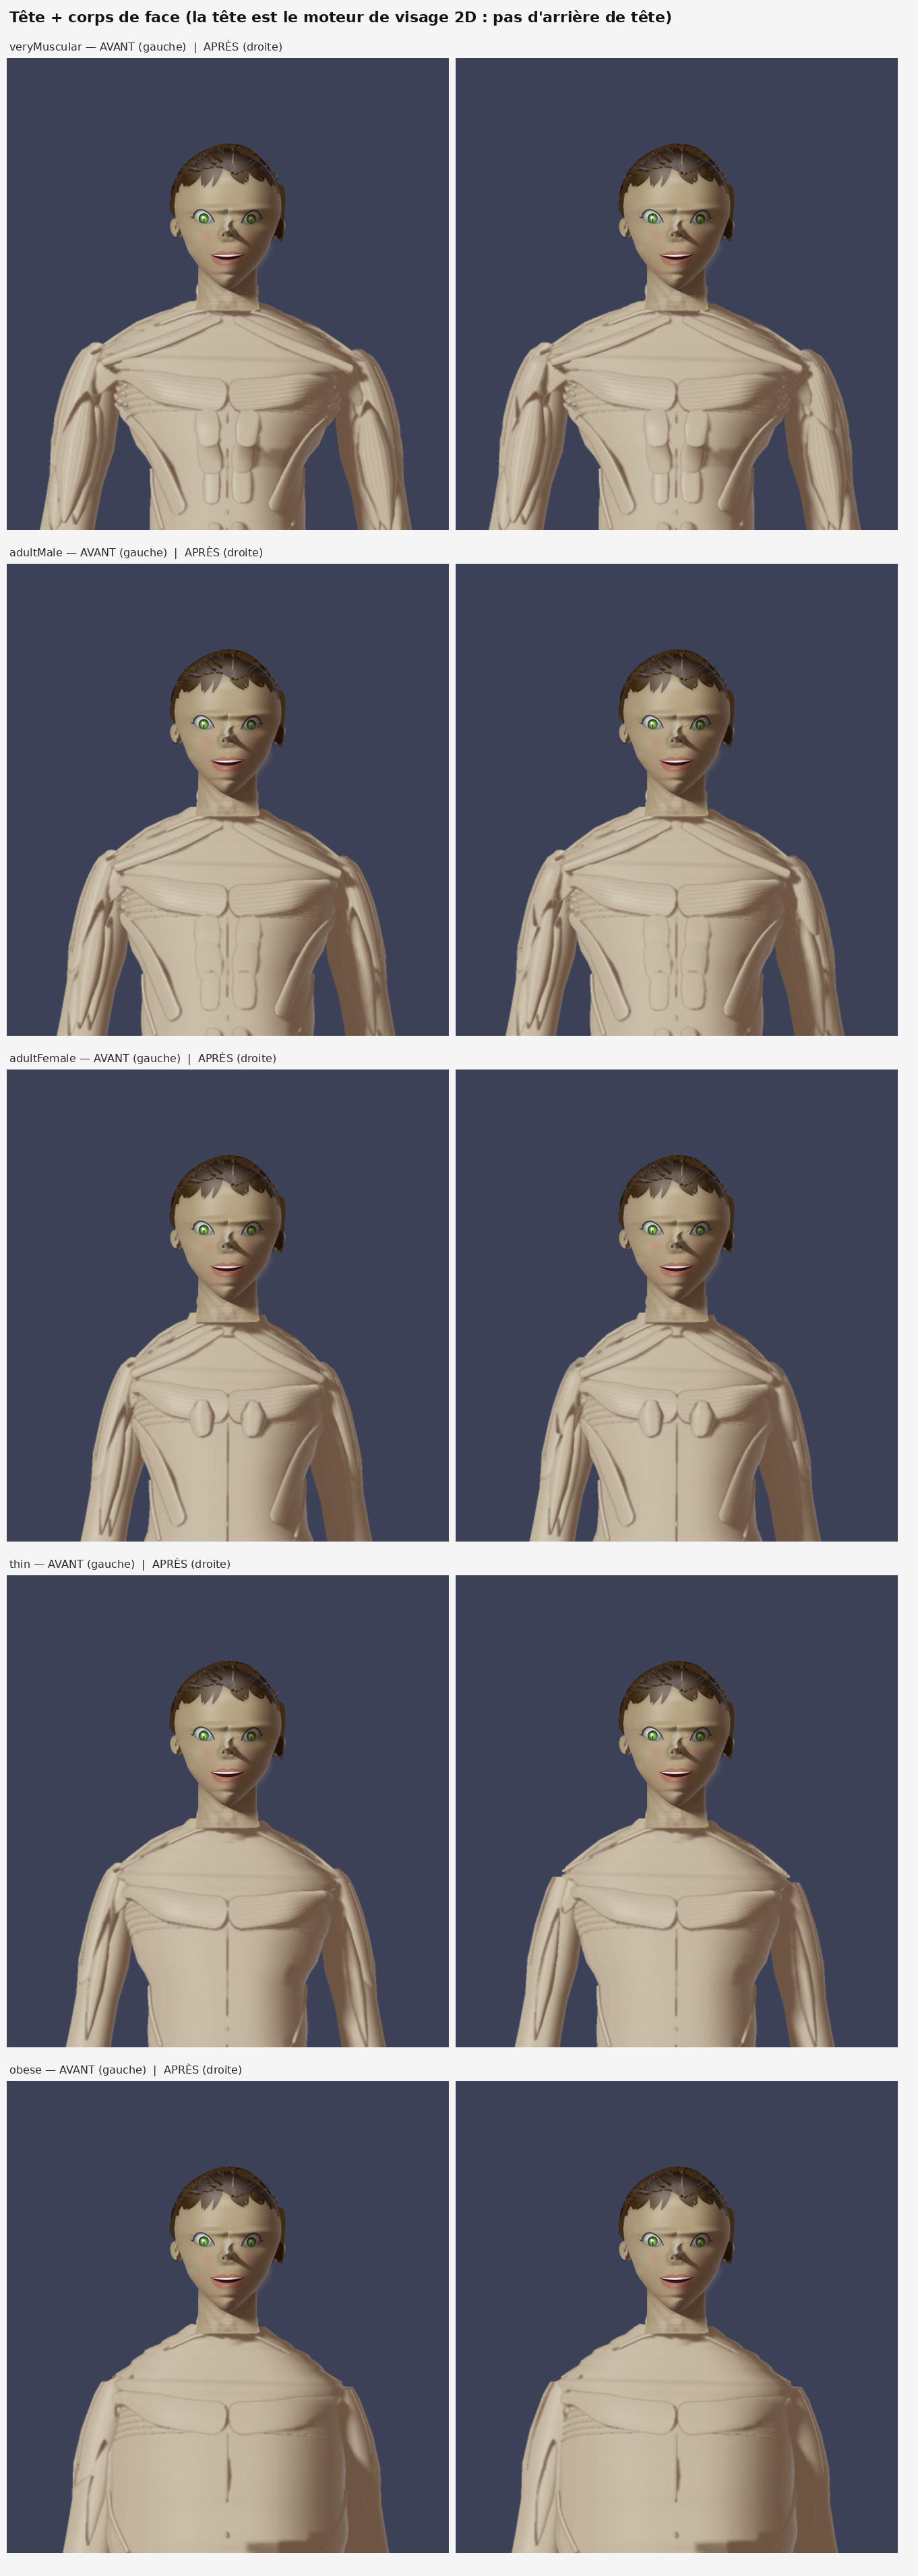 Tête + corps de face (la tête est le moteur de visage 2D : pas d'arrière de tête)
veryMuscular — AVANT (gauche) | APRÈS (droite)
adultMale — AVANT (gauche) | APRÈS (droite)
adultFemale — AVANT (gauche) | APRÈS (droite)
thin — AVANT (gauche) | APRÈS (droite)
obese — AVANT (gauche) | APRÈS (droite)